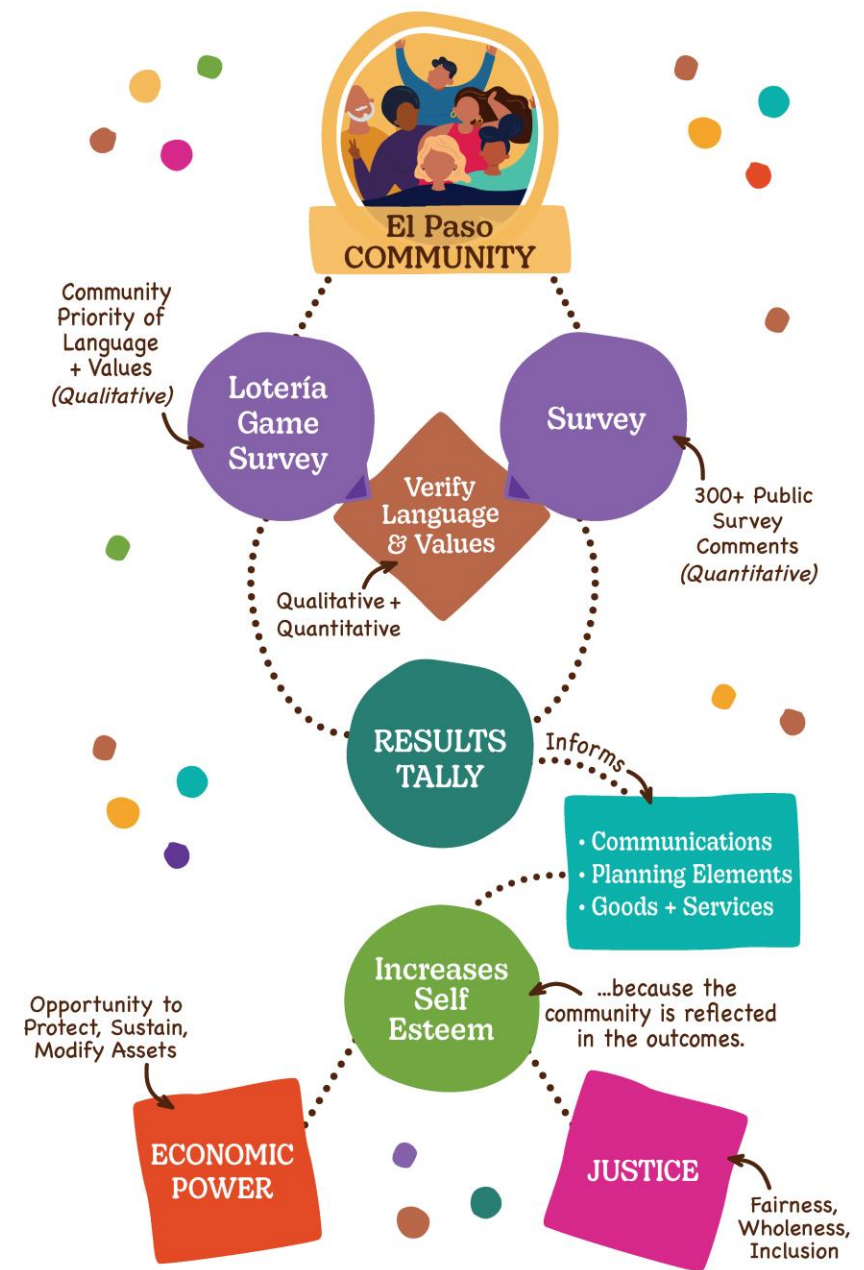 El Paso
COMMUNITY
Community
Priority of
Language
+ Values
(Qualitative)
Lotería
Game
Survey
Survey
Verify
Language
& Values
300+ Public
Survey
Comments
(Quantitative)
Qualitative +
Quantitative
RESULTS
TALLY
Informs
• Communications
• Planning Elements
• Goods + Services
Increases
Self
Esteem
...because the
community is reflected
in the outcomes.
Opportunity to
Protect, Sustain,
Modify Assets
ECONOMIC
POWER
JUSTICE
Fairness,
Wholeness,
Inclusion